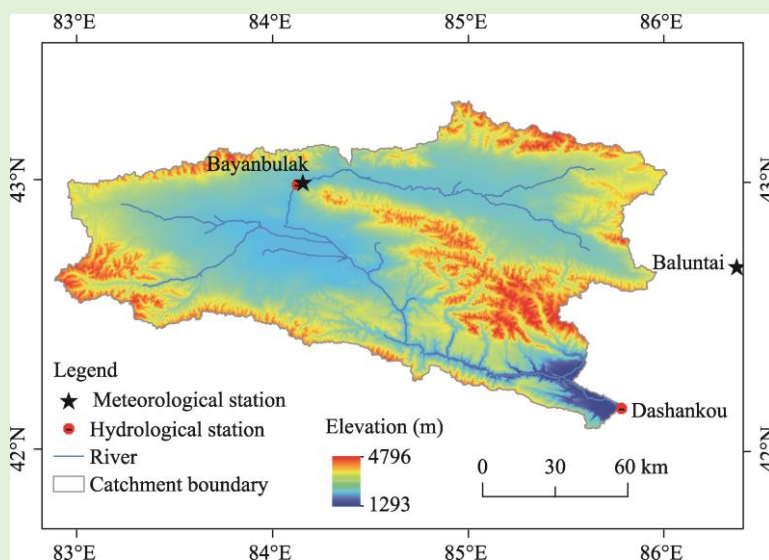 83°E 84°E 85°E 86°E
43°N
43°N
Bayanbulak
Baluntai
Legend
Meteorological station
Hydrological station
River
Catchment boundary
Elevation (m)
4796
1293
0 30 60 km
Dashankou
42°N
42°N
83°E 84°E 85°E 86°E